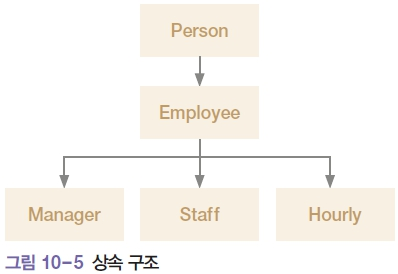 Person
Employee
Manager Staff Hourly
그림 10-5 상속 구조